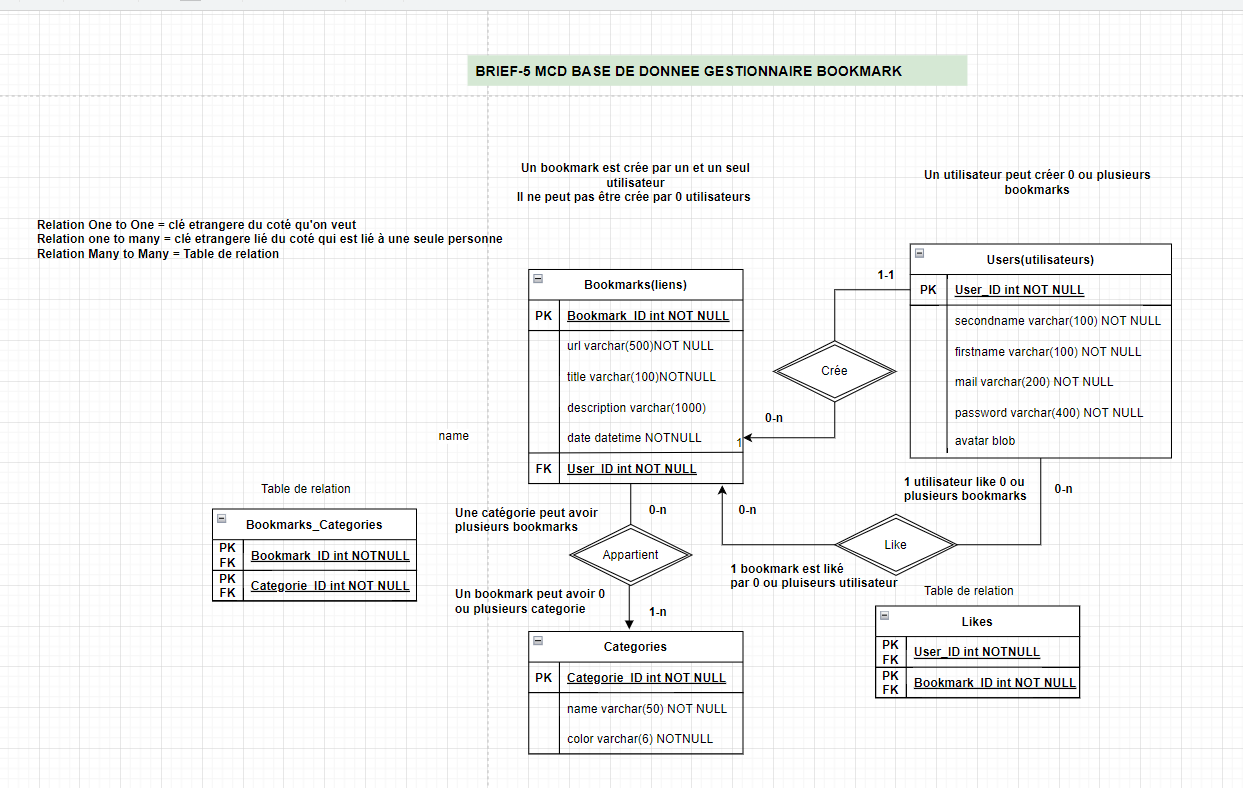 BRIEF-5 MCD BASE DE DONNEE GESTIONNAIRE BOOKMARK
Un bookmark est crée par un et un seul
utilisateur
Il ne peut pas être crée par 0 utilisateurs
Un utilisateur peut créer 0 ou plusieurs
bookmarks
Relation One to One = clé etrangere du coté qu'on veut
Relation one to many = clé etrangere lié du coté qui est lié à une seule personne
Relation Many to Many = Table de relation
Bookmarks(liens)
PK Bookmark_ID int NOT NULL
url varchar(500)NOT NULL
title varchar(100)NOTNULL
description varchar(1000)
date datetime NOTNULL
1
FK User_ID int NOT NULL
1-1
Crée
0-n
Users(utilisateurs)
PK User_ID int NOT NULL
secondname varchar(100) NOT NULL
firstname varchar(100) NOT NULL
mail varchar(200) NOT NULL
password varchar(400) NOT NULL
avatar blob
name
Table de relation
Bookmarks_Categories
PK
FK Bookmark_ID int NOTNULL
PK
FK Categorie_ID int NOT NULL
Une catégorie peut avoir
plusieurs bookmarks
0-n
Appartient
Un bookmark peut avoir 0
ou plusieurs categorie
1-n
0-n
1 utilisateur like 0 ou
plusieurs bookmarks
0-n
Like
1 bookmark est liké
par 0 ou pluiseurs utilisateur
Table de relation
Likes
PK
FK User_ID int NOTNULL
PK
FK Bookmark_ID int NOT NULL
Categories
PK Categorie_ID int NOT NULL
name varchar(50) NOT NULL
color varchar(6) NOTNULL